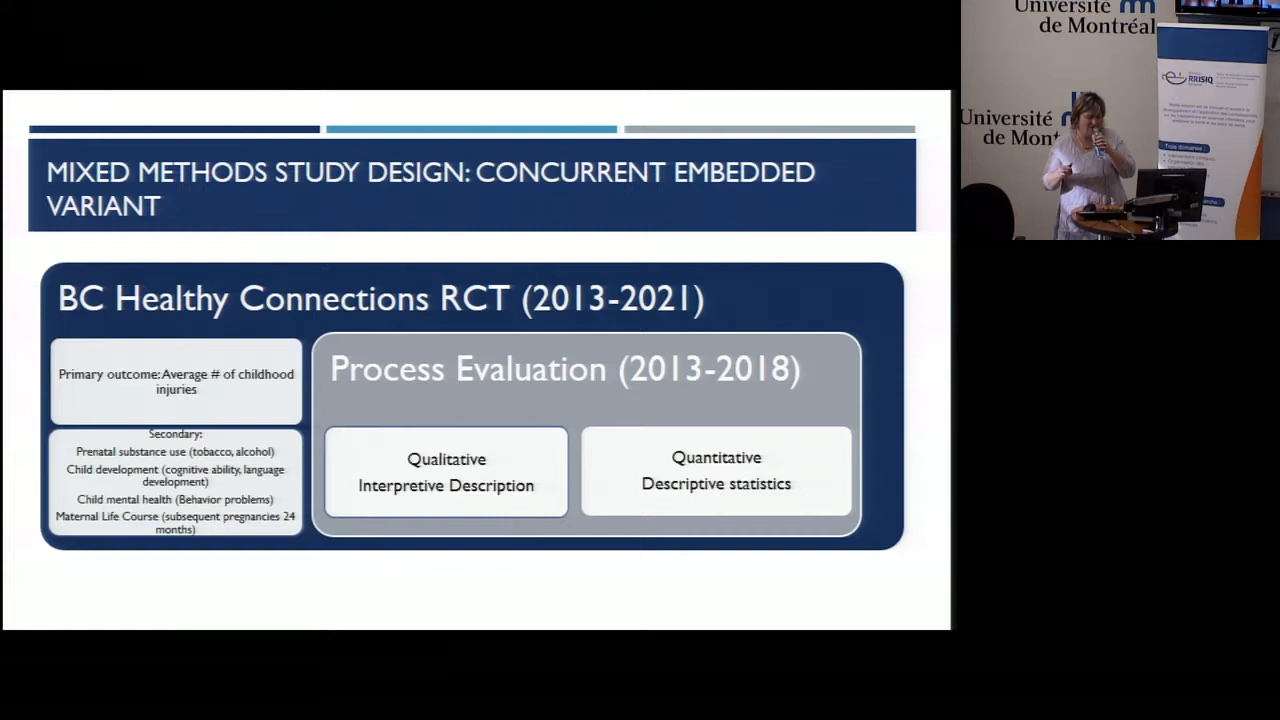 MIXED METHODS STUDY DESIGN: CONCURRENT EMBEDDED
VARIANT
BC Healthy Connections RCT (2013-2021)
Primary outcome: Average # of childhood
injuries
Secondary:
Prenatal substance use (tobacco, alcohol)
Child development (cognitive ability, language
development)
Child mental health (Behavior problems)
Maternal Life Course (subsequent pregnancies 24
months)
Process Evaluation (2013-2018)
Qualitative
Interpretive Description
Quantitative
Descriptive statistics
Université
de Montréal
Université
de Mont
RRISIQ
Trois domaines :